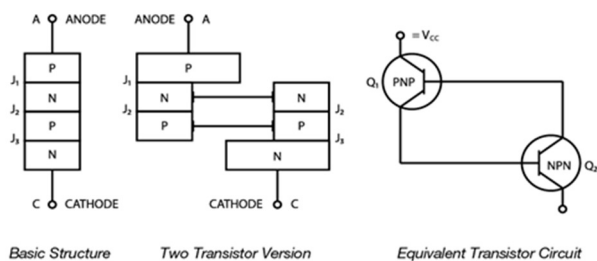 A ANODE
P
J₁
N
J₂
P
J₃
N
C CATHODE
Basic Structure
ANODE A
P
J₁
N N
J₂ J₂
P P
J₃
N
CATHODE C
Two Transistor Version
= Vcc
Q₁ PNP
NPN Q₂
Equivalent Transistor Circuit